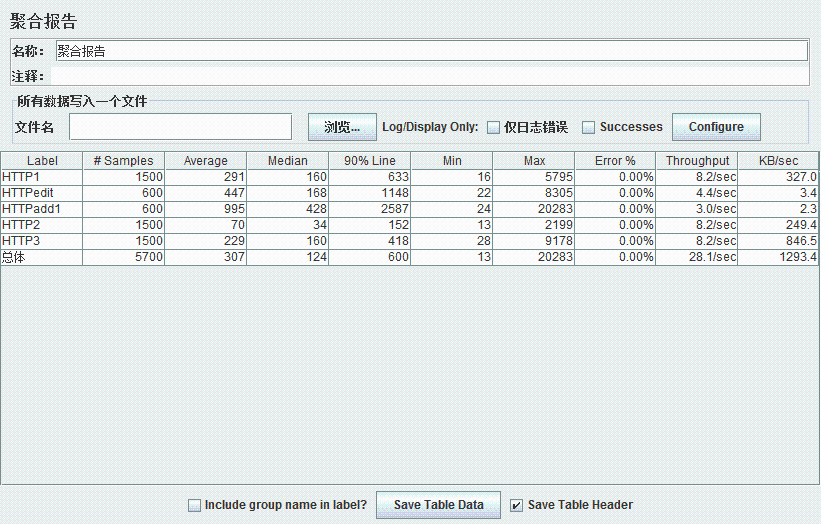 聚合报告
名称： 聚合报告
注释：
所有数据写入一个文件
文件名 浏览... Log/Display Only: 仅日志错误 Successes Configure
Label # Samples Average Median 90% Line Min Max Error % Throughput KB/sec
HTTP1 1500 291 160 633 16 5795 0.00% 8.2/sec 327.0
HTTPedit 600 447 168 1148 22 8305 0.00% 4.4/sec 3.4
HTTPadd1 600 995 428 2587 24 20283 0.00% 3.0/sec 2.3
HTTP2 1500 70 34 152 13 2199 0.00% 8.2/sec 249.4
HTTP3 1500 229 160 418 28 9178 0.00% 8.2/sec 846.5
总体 5700 307 124 600 13 20283 0.00% 28.1/sec 1293.4
Include group name in label? Save Table Data Save Table Header